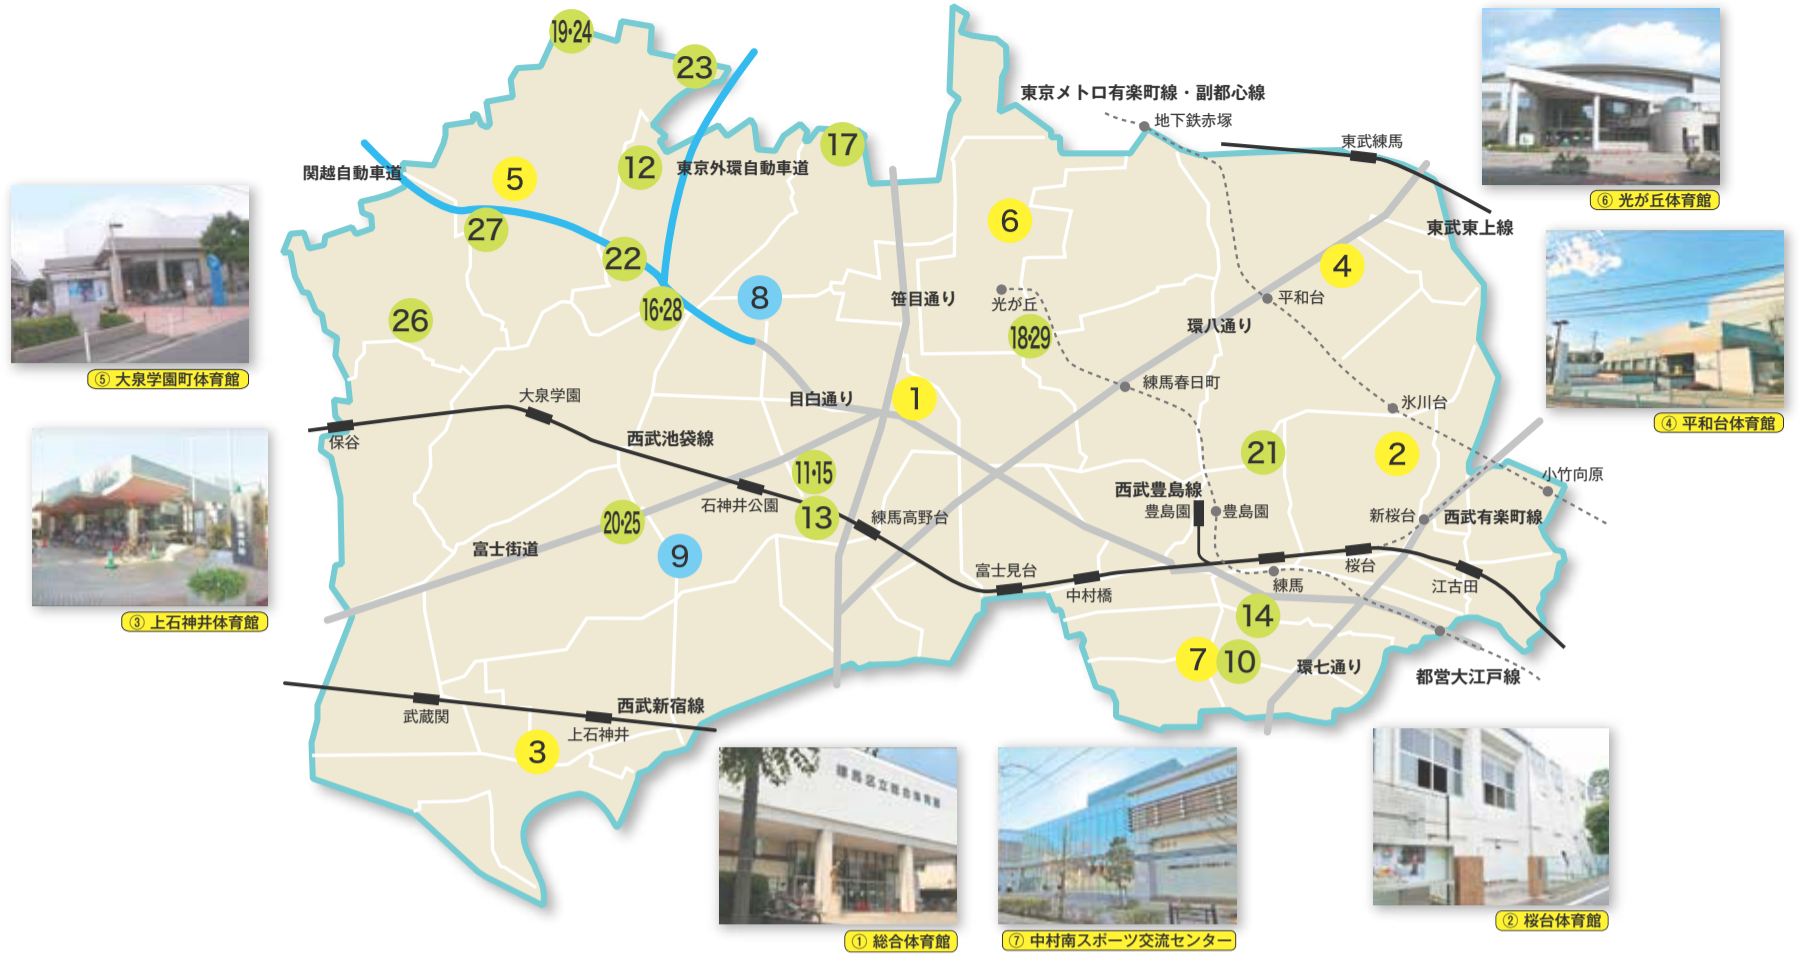 19・24
23
東京メトロ有楽町線・副都心線
地下鉄赤塚
17
東武練馬
関越自動車道
5
12
東京外環自動車道
⑥ 光が丘体育館
27
6
東武東上線
22
4
8
笹目通り
光が丘
平和台
16・28
26
環八通り
18・29
⑤ 大泉学園町体育館
練馬春日町
大泉学園
目白通り
1
氷川台
④ 平和台体育館
保谷
西武池袋線
21
2
11・15
小竹向原
石神井公園
西武豊島線
豊島園
豊島園
新桜台
西武有楽町線
20・25
13
練馬高野台
富士街道
9
富士見台
中村橋
練馬
桜台
江古田
③ 上石神井体育館
14
7
10
環七通り
都営大江戸線
武蔵関
西武新宿線
上石神井
3
練馬区立総合体育館
① 総合体育館
⑦ 中村南スポーツ交流センター
② 桜台体育館